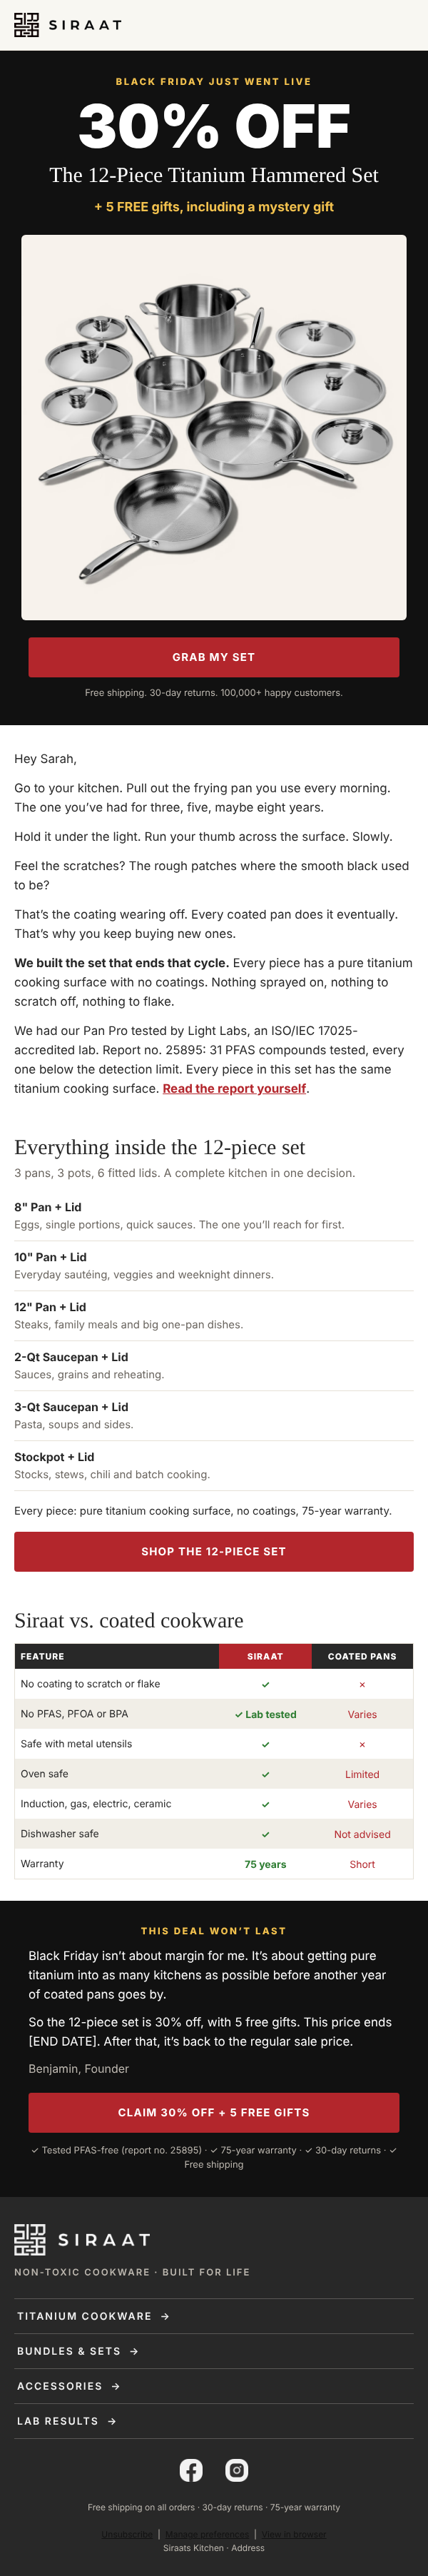 SIRAAT
BLACK FRIDAY JUST WENT LIVE
30% OFF
The 12-Piece Titanium Hammered Set
+ 5 FREE gifts, including a mystery gift
GRAB MY SET
Free shipping. 30-day returns. 100,000+ happy customers.
Hey Sarah,
Go to your kitchen. Pull out the frying pan you use every morning.
The one you’ve had for three, five, maybe eight years.
Hold it under the light. Run your thumb across the surface. Slowly.
Feel the scratches? The rough patches where the smooth black used
to be?
That’s the coating wearing off. Every coated pan does it eventually.
That’s why you keep buying new ones.
We built the set that ends that cycle. Every piece has a pure titanium
cooking surface with no coatings. Nothing sprayed on, nothing to
scratch off, nothing to flake.
We had our Pan Pro tested by Light Labs, an ISO/IEC 17025-
accredited lab. Report no. 25895: 31 PFAS compounds tested, every
one below the detection limit. Every piece in this set has the same
titanium cooking surface. Read the report yourself.
Everything inside the 12-piece set
3 pans, 3 pots, 6 fitted lids. A complete kitchen in one decision.
8" Pan + Lid
Eggs, single portions, quick sauces. The one you’ll reach for first.
10" Pan + Lid
Everyday sautéing, veggies and weeknight dinners.
12" Pan + Lid
Steaks, family meals and big one-pan dishes.
2-Qt Saucepan + Lid
Sauces, grains and reheating.
3-Qt Saucepan + Lid
Pasta, soups and sides.
Stockpot + Lid
Stocks, stews, chili and batch cooking.
Every piece: pure titanium cooking surface, no coatings, 75-year warranty.
SHOP THE 12-PIECE SET
Siraat vs. coated cookware
FEATURE SIRAAT COATED PANS
No coating to scratch or flake ✓ ×
No PFAS, PFOA or BPA ✓ Lab tested Varies
Safe with metal utensils ✓ ×
Oven safe ✓ Limited
Induction, gas, electric, ceramic ✓ Varies
Dishwasher safe ✓ Not advised
Warranty 75 years Short
THIS DEAL WON’T LAST
Black Friday isn’t about margin for me. It’s about getting pure
titanium into as many kitchens as possible before another year
of coated pans goes by.
So the 12-piece set is 30% off, with 5 free gifts. This price ends
[END DATE]. After that, it’s back to the regular sale price.
Benjamin, Founder
CLAIM 30% OFF + 5 FREE GIFTS
✓ Tested PFAS-free (report no. 25895) · ✓ 75-year warranty · ✓ 30-day returns · ✓
Free shipping
SIRAAT
NON-TOXIC COOKWARE · BUILT FOR LIFE
TITANIUM COOKWARE →
BUNDLES & SETS →
ACCESSORIES →
LAB RESULTS →
Free shipping on all orders · 30-day returns · 75-year warranty
Unsubscribe | Manage preferences | View in browser
Siraats Kitchen · Address